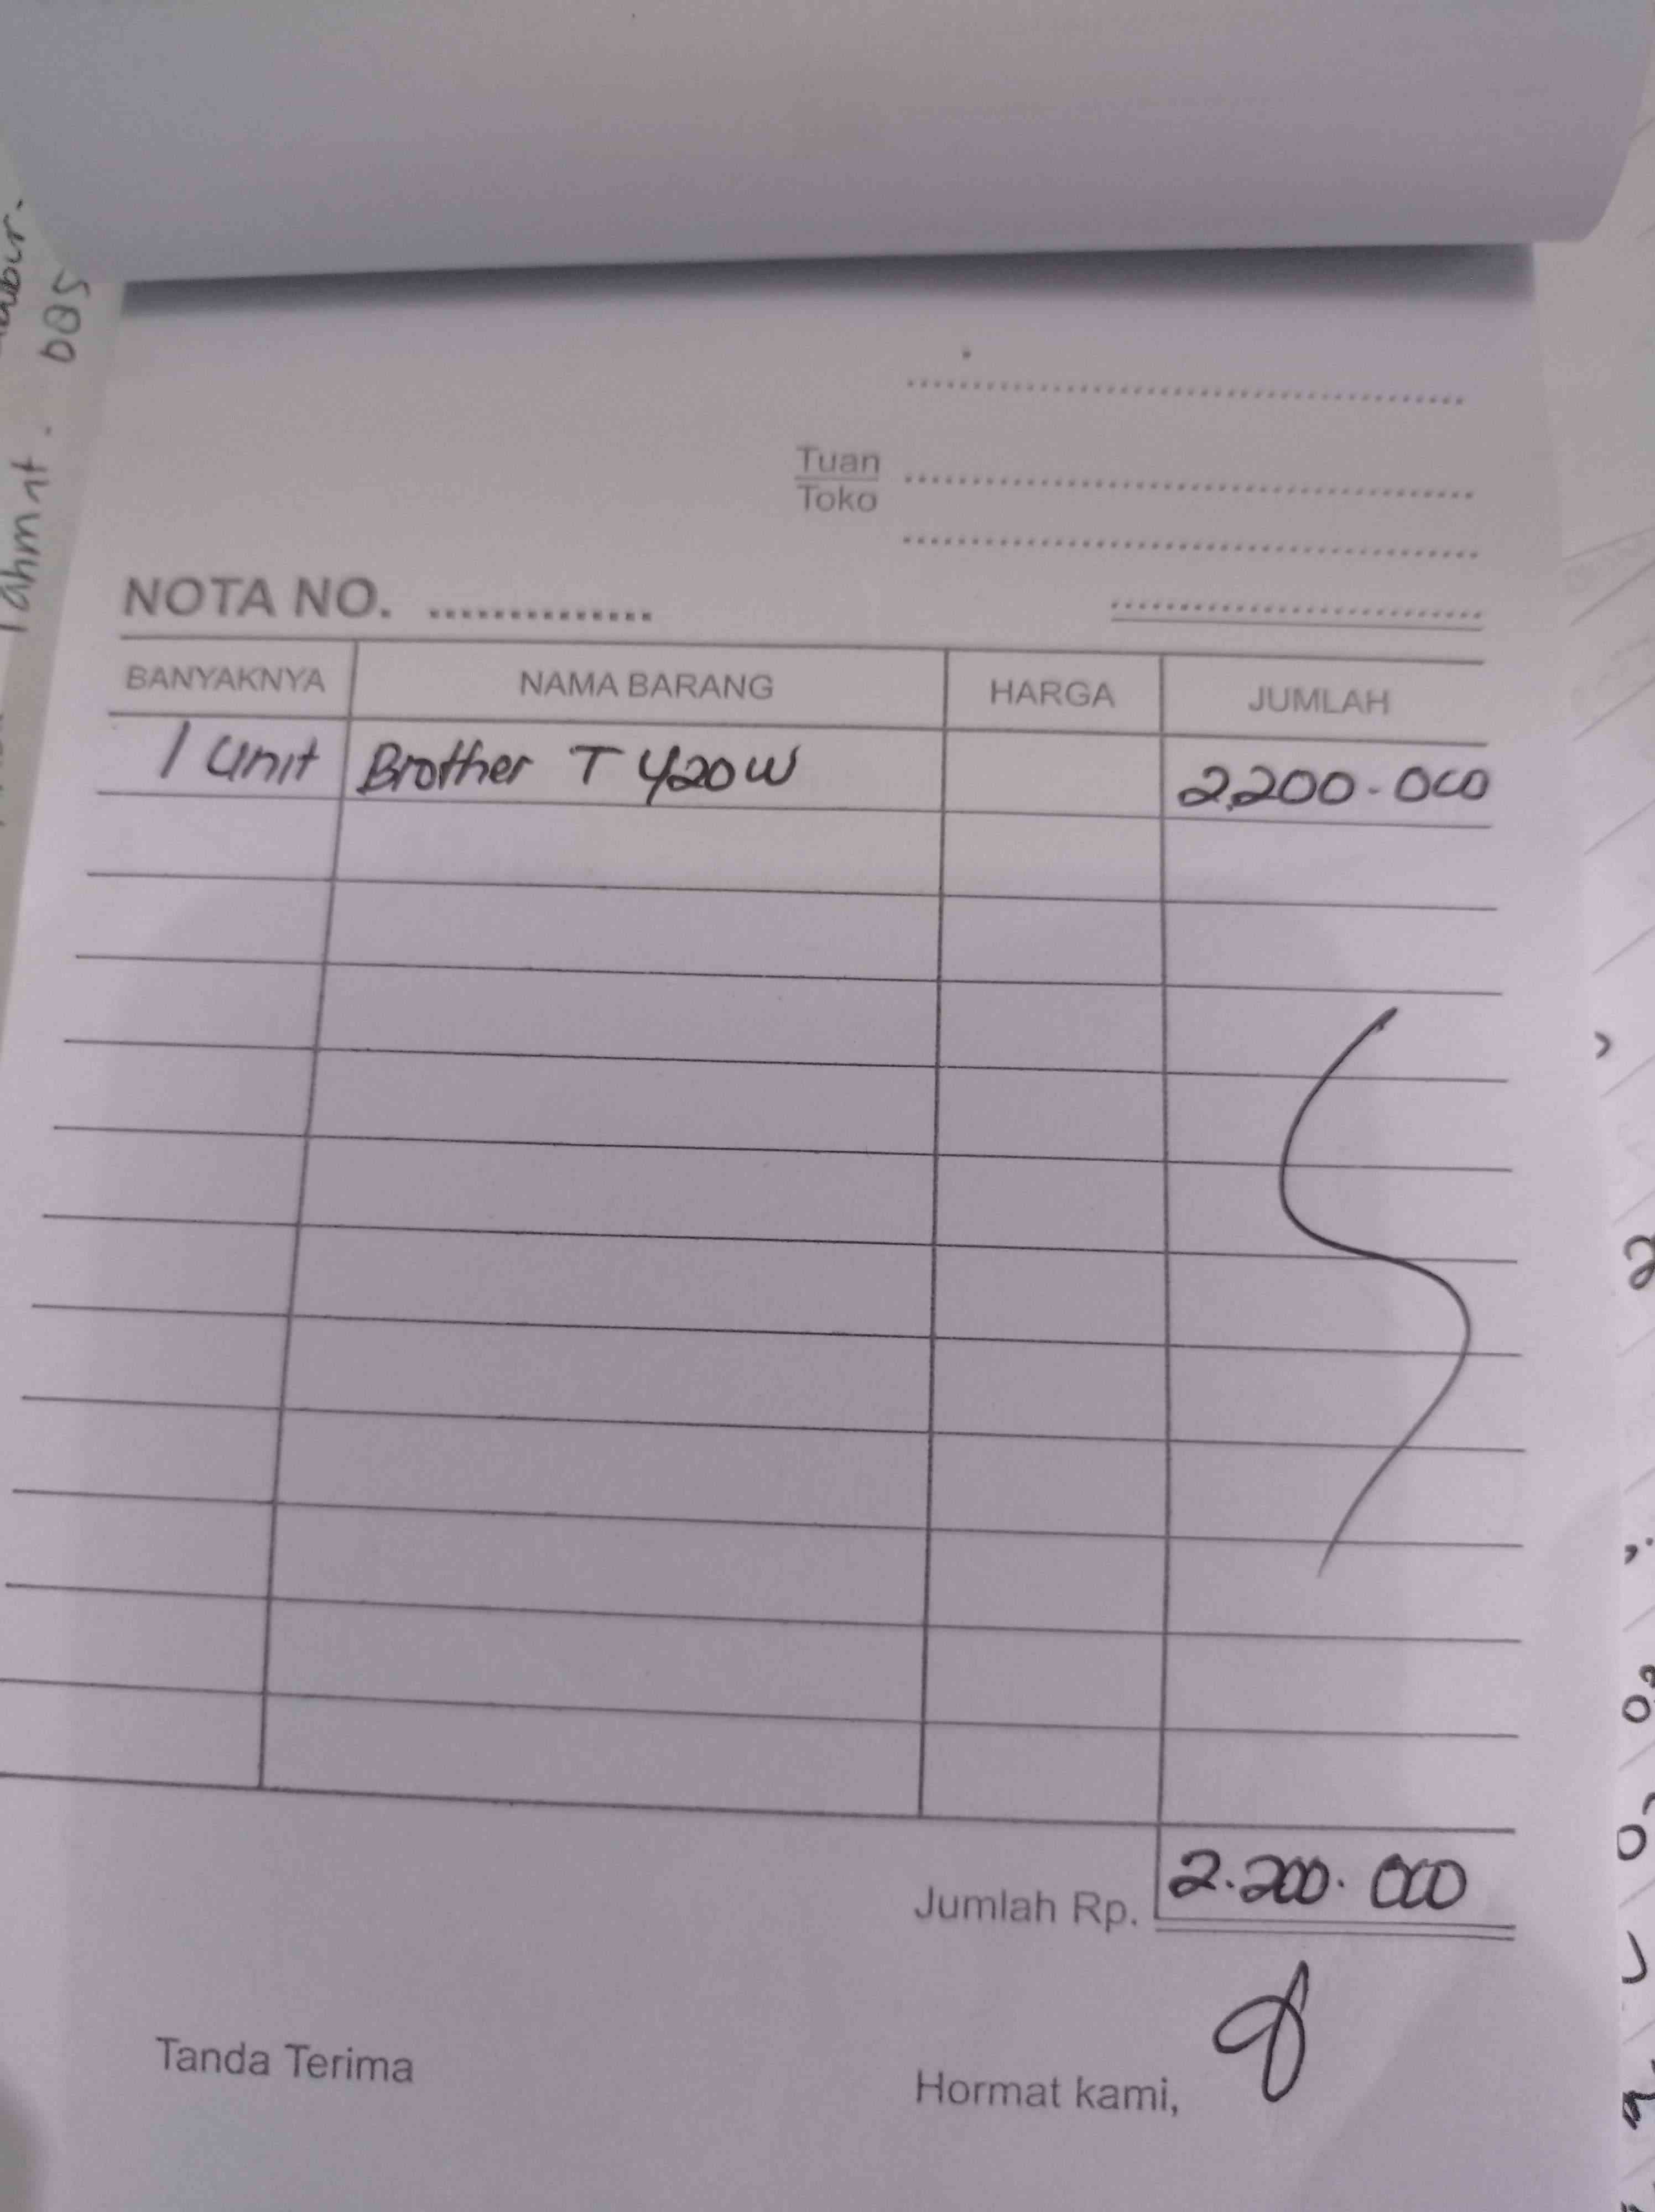 Tuan
Toko
NOTA NO.
BANYAKNYA NAMA BARANG HARGA JUMLAH
1 Unit Brother T 420W 2.200.000
Jumlah Rp. 2.200.000
Tanda Terima Hormat kami,